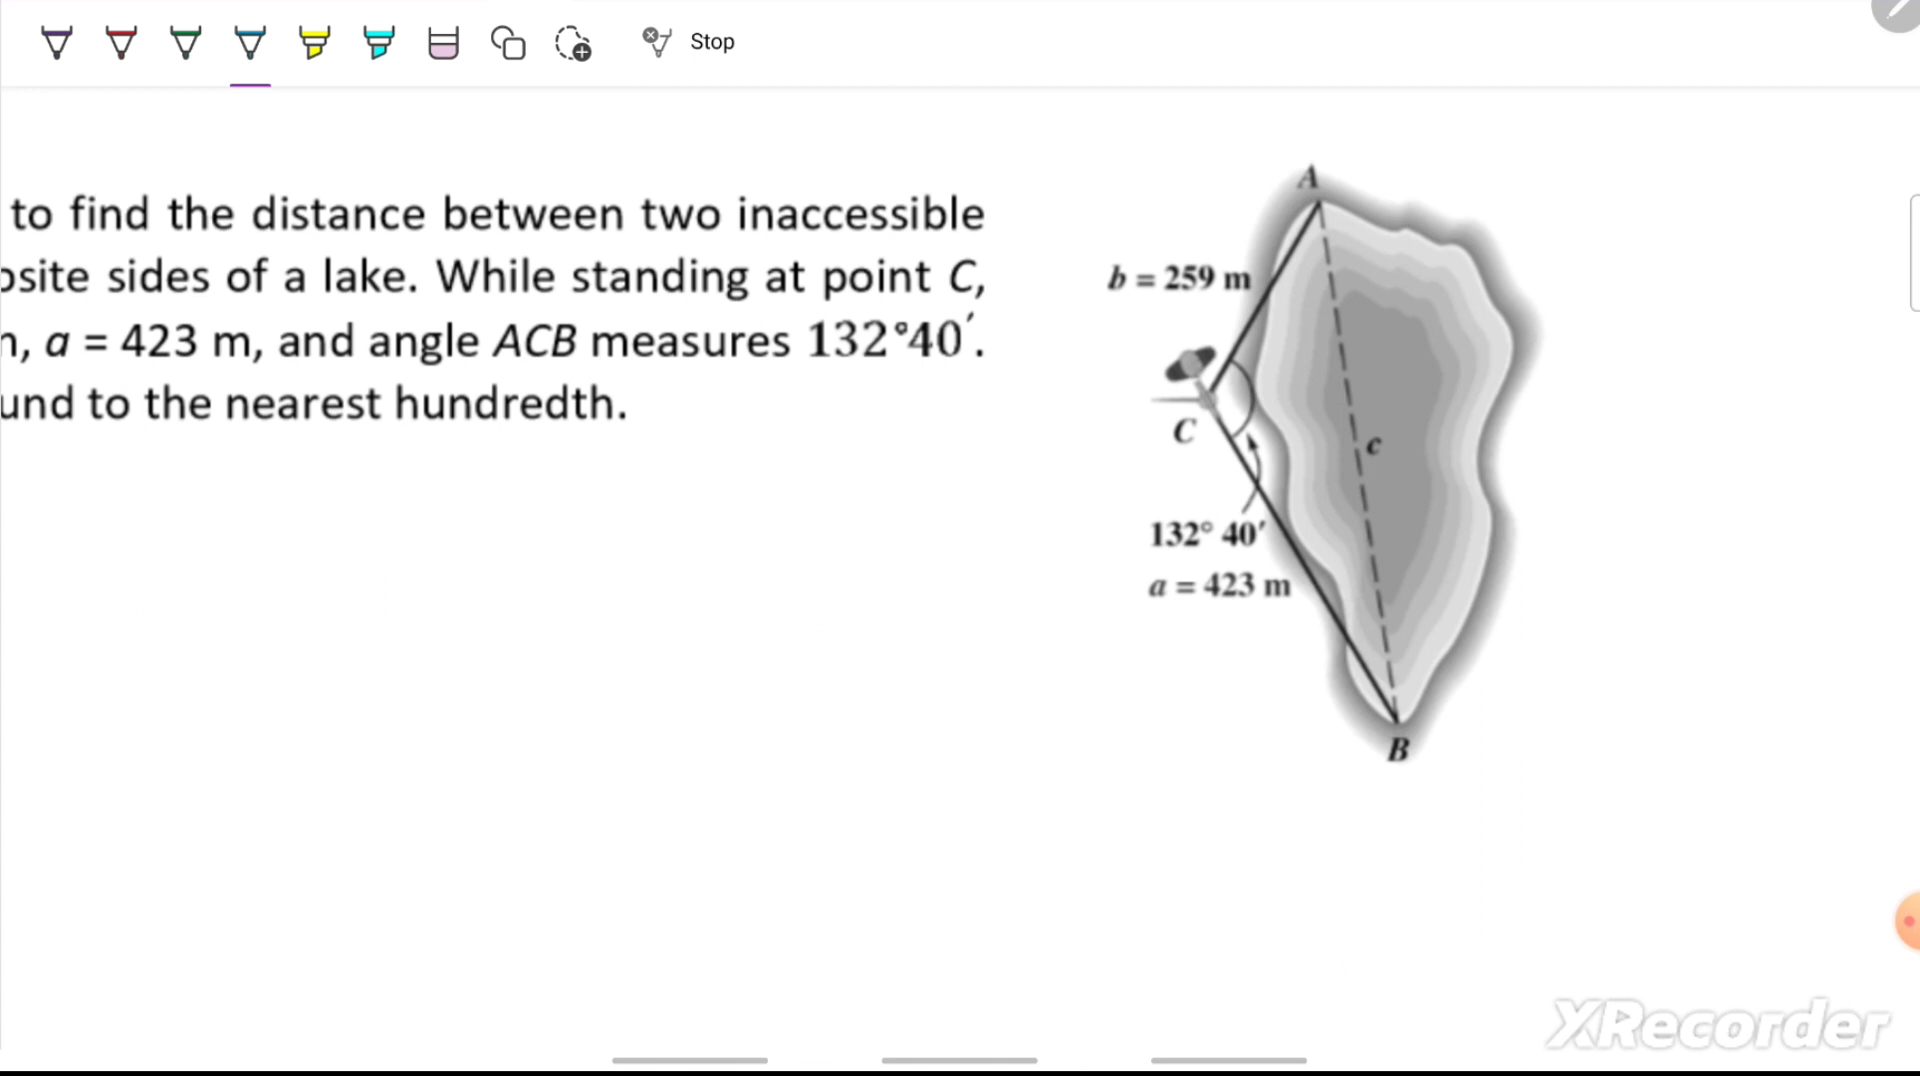 Stop
to find the distance between two inaccessible
osite sides of a lake. While standing at point C,
n, a = 423 m, and angle ACB measures 132°40′.
und to the nearest hundredth.
A
b = 259 m
C
c
132° 40′
a = 423 m
B
XRecorder